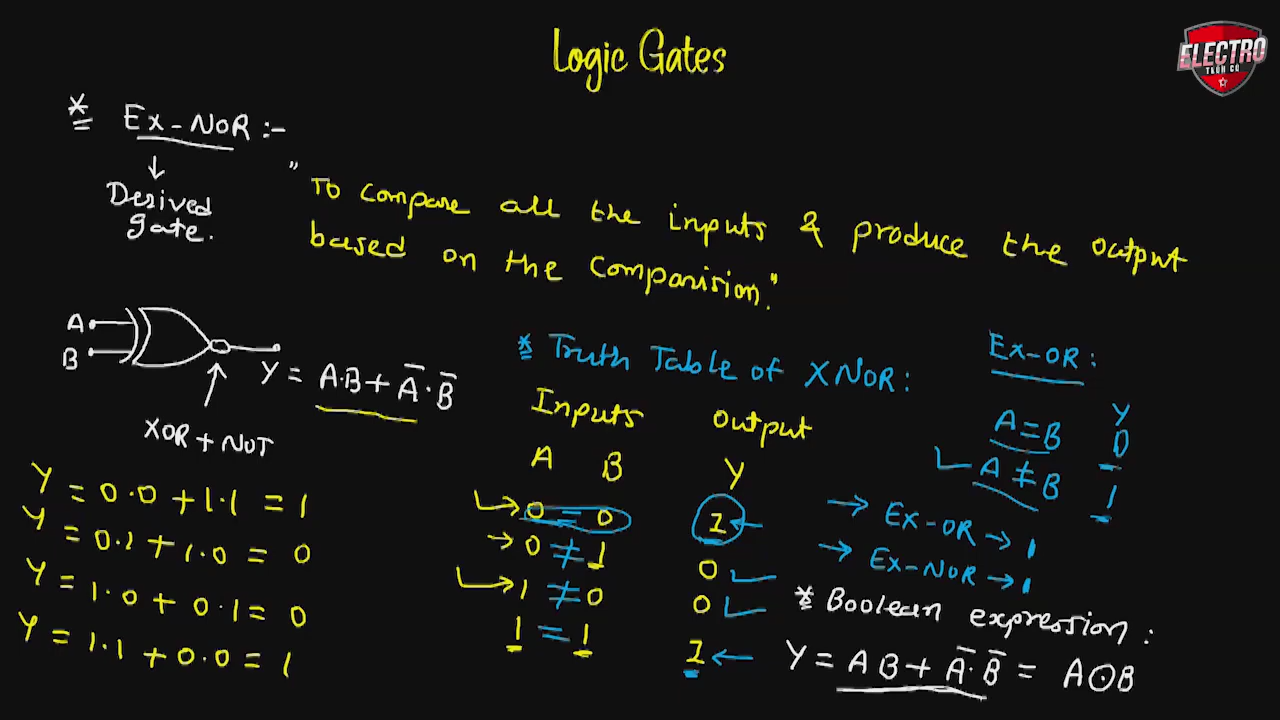 Logic Gates
ELECTRO
TECH CQ
* Ex-NOR :-
↓
Derived
gate.
"To compare all the inputs & produce the output
based on the comparision."
A
B
Y = A·B + A̅·B̅
XOR + NOT
Y = 0·0 + 1·1 = 1
Y = 0·1 + 1·0 = 0
Y = 1·0 + 0·1 = 0
Y = 1·1 + 0·0 = 1
* Truth Table of XNOR :
Inputs Output
A B Y
→ 0 = 0 1 ←
→ 0 ≠ 1 0
→ 1 ≠ 0 0
1 = 1 1 ←
Ex-OR :
Y
A = B 0
A ≠ B 1
→ Ex-OR → 1
→ Ex-NOR → 1
* Boolean expression :
Y = AB + A̅·B̅ = A⊙B